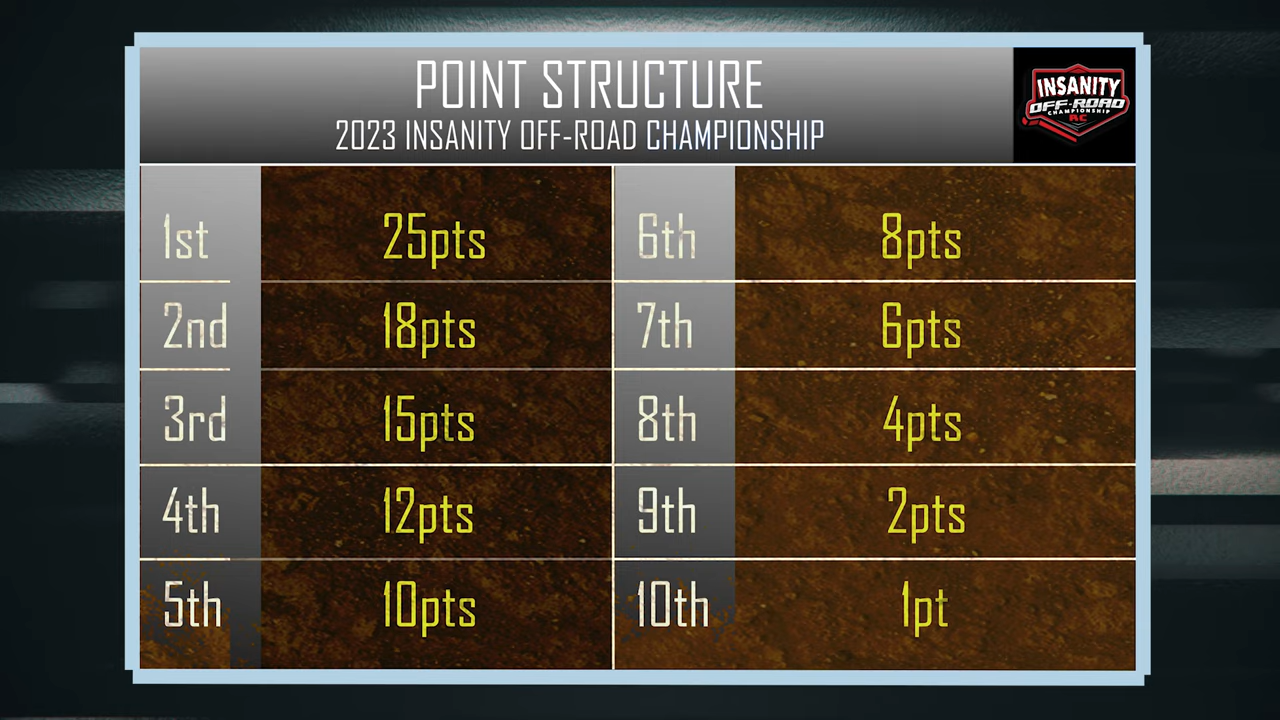 POINT STRUCTURE
2023 INSANITY OFF-ROAD CHAMPIONSHIP
INSANITY
OFF-ROAD
CHAMPIONSHIP
RC
1st 25pts
2nd 18pts
3rd 15pts
4th 12pts
5th 10pts
6th 8pts
7th 6pts
8th 4pts
9th 2pts
10th 1pt